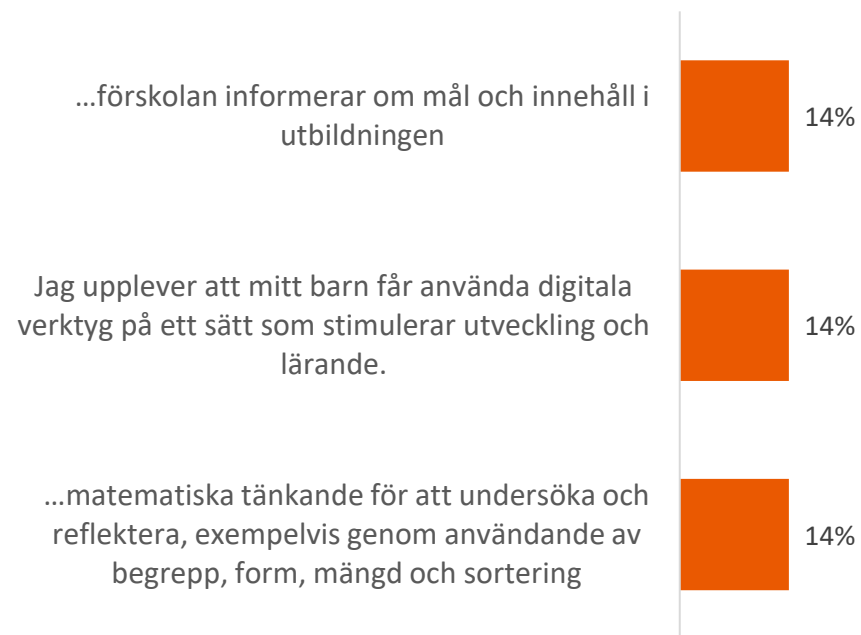 …förskolan informerar om mål och innehåll i
utbildningen
14%
Jag upplever att mitt barn får använda digitala
verktyg på ett sätt som stimulerar utveckling och
lärande.
14%
…matematiska tänkande för att undersöka och
reflektera, exempelvis genom användande av
begrepp, form, mängd och sortering
14%